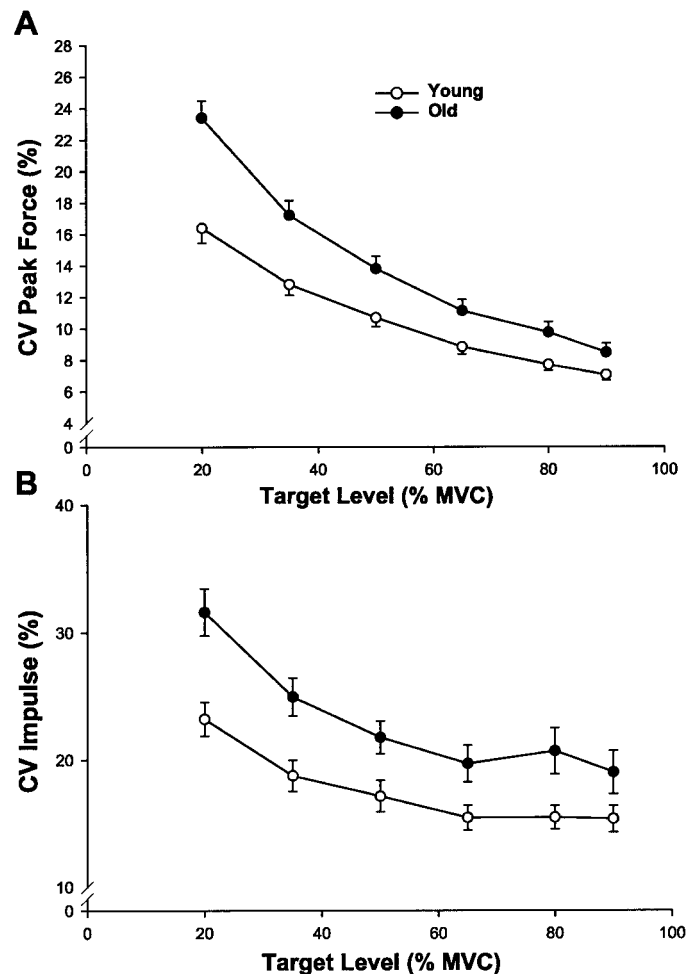 A
28
26
24
22
20
18
16
14
12
10
8
6
4
0
CV Peak Force (%)
Young
Old
0 20 40 60 80 100
Target Level (% MVC)
B
40
30
20
10
0
CV Impulse (%)
0 20 40 60 80 100
Target Level (% MVC)